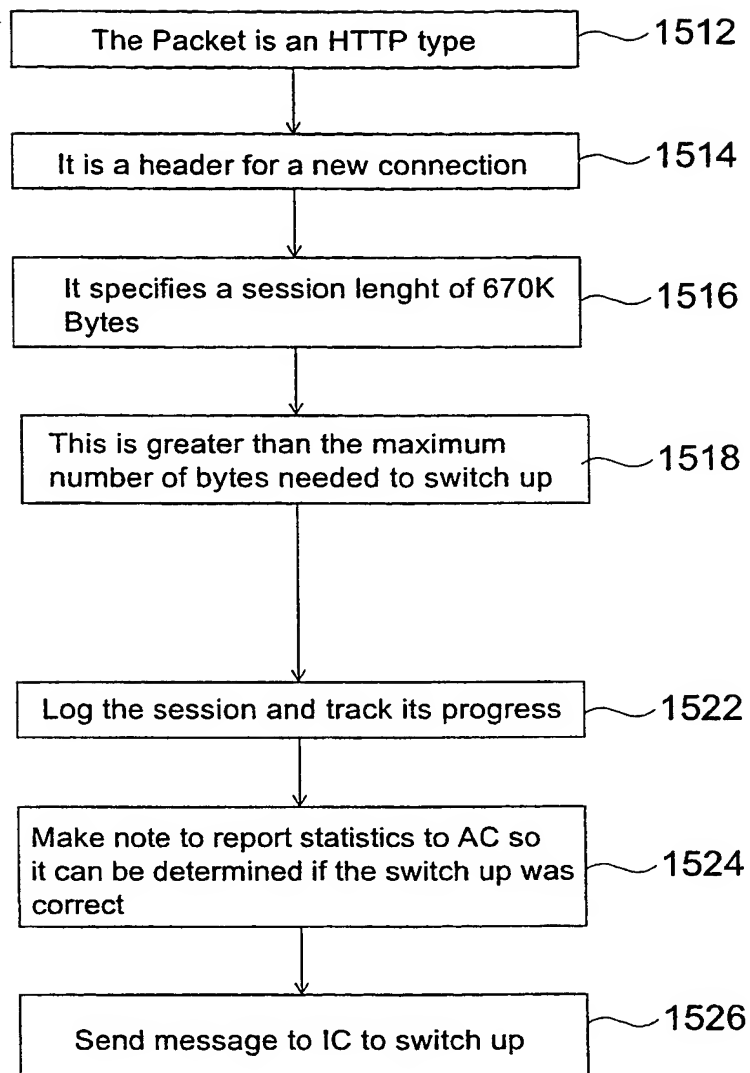 The Packet is an HTTP type
1512
It is a header for a new connection
1514
It specifies a session lenght of 670K
Bytes
1516
This is greater than the maximum
number of bytes needed to switch up
1518
Log the session and track its progress
1522
Make note to report statistics to AC so
it can be determined if the switch up was
correct
1524
Send message to IC to switch up
1526